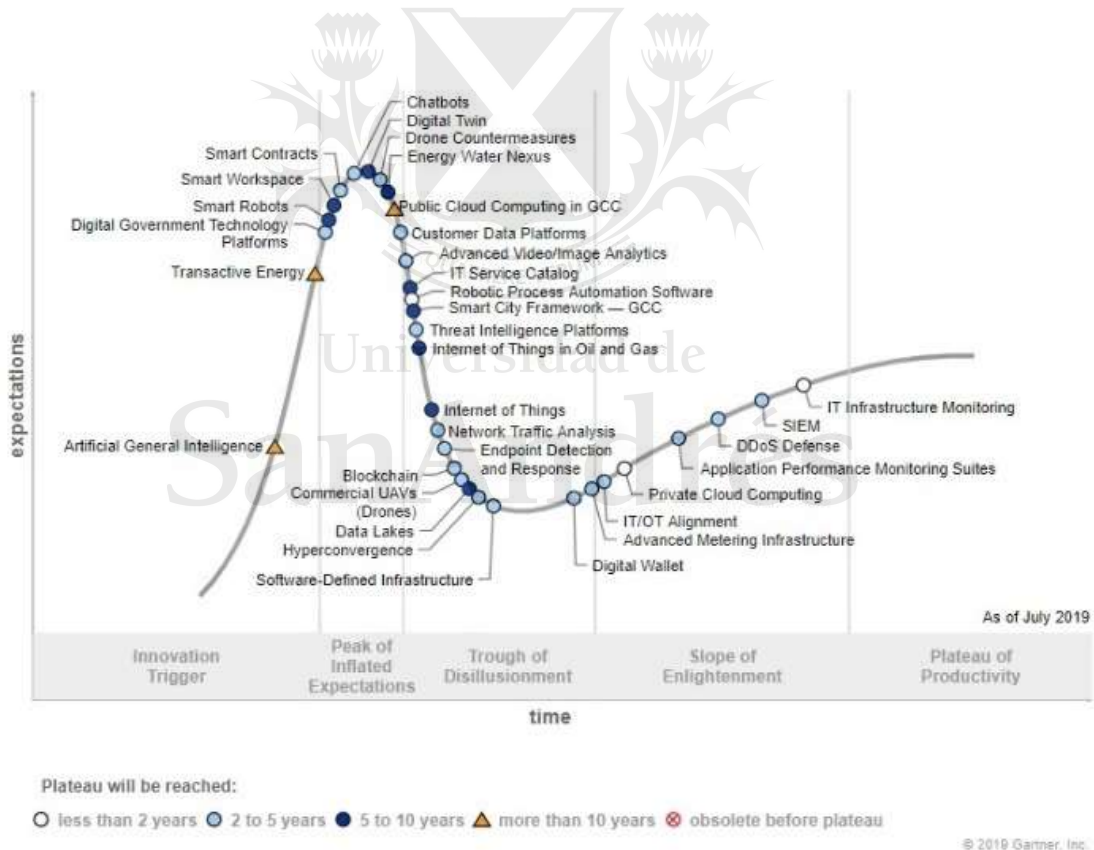 Chatbots
Digital Twin
Drone Countermeasures
Energy Water Nexus
Smart Contracts
Smart Workspace
Smart Robots
Digital Government Technology
Platforms
Transactive Energy
Artificial General Intelligence
Public Cloud Computing in GCC
Customer Data Platforms
Advanced Video/Image Analytics
IT Service Catalog
Robotic Process Automation Software
Smart City Framework — GCC
Threat Intelligence Platforms
Internet of Things in Oil and Gas
Universidad de
SanAndrés
Internet of Things
Network Traffic Analysis
Endpoint Detection
and Response
Blockchain
Commercial UAVs
(Drones)
Data Lakes
Hyperconvergence
Software-Defined Infrastructure
IT Infrastructure Monitoring
SIEM
DDoS Defense
Application Performance Monitoring Suites
Private Cloud Computing
IT/OT Alignment
Advanced Metering Infrastructure
Digital Wallet
expectations
As of July 2019
Innovation
Trigger
Peak of
Inflated
Expectations
Trough of
Disillusionment
Slope of
Enlightenment
Plateau of
Productivity
time
Plateau will be reached:
less than 2 years
2 to 5 years
5 to 10 years
more than 10 years
obsolete before plateau
© 2019 Gartner, Inc.